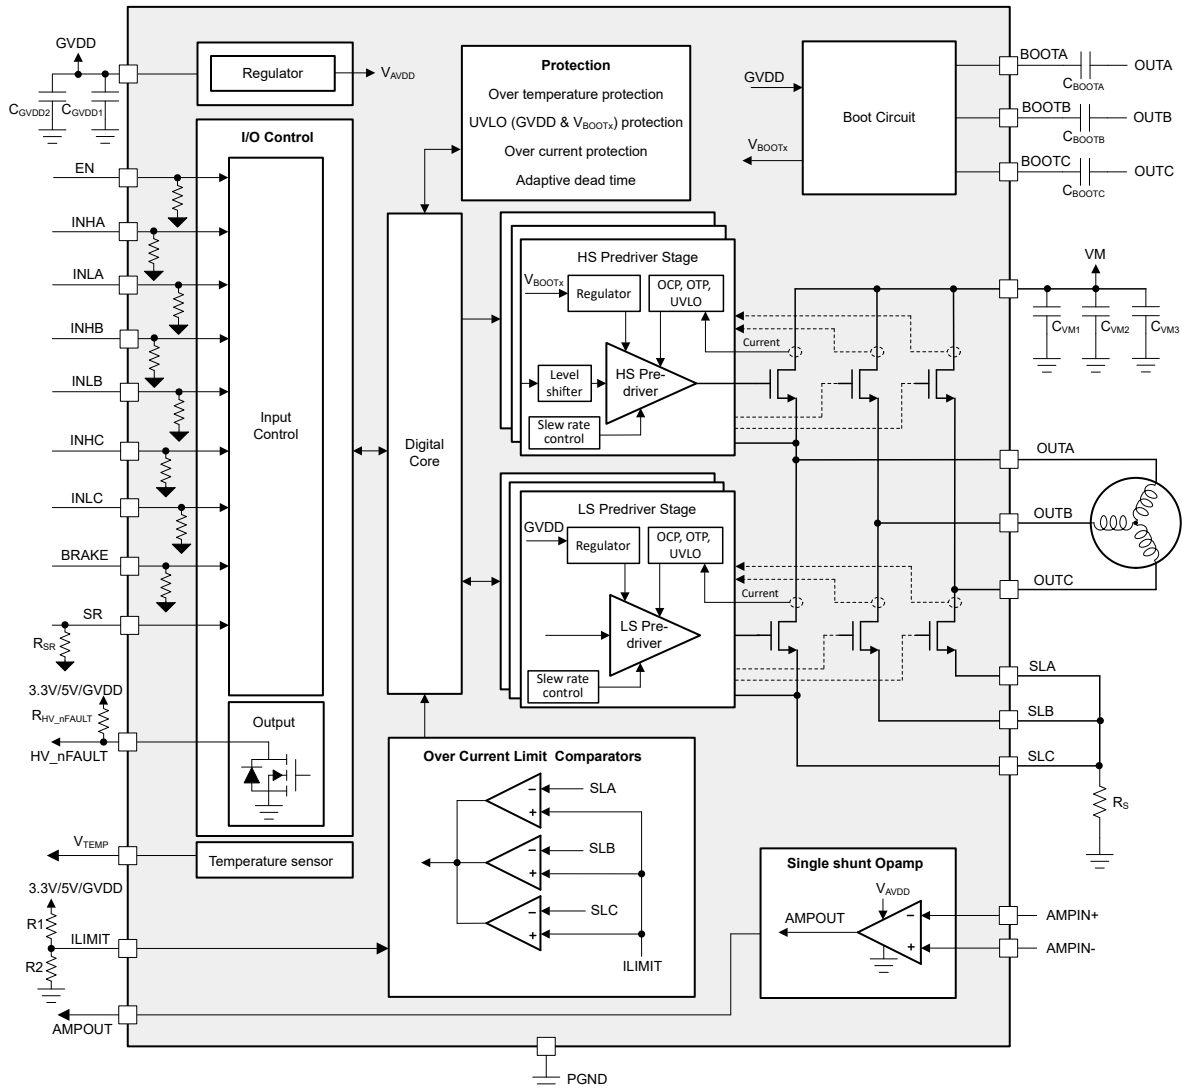 GVDD
CGVDD2
CGVDD1
Regulator
VAVDD
I/O Control
EN
INHA
INLA
INHB
INLB
INHC
INLC
BRAKE
SR
RSR
Input
Control
3.3V/5V/GVDD
RHV_nFAULT
HV_nFAULT
Output
VTEMP
Temperature sensor
3.3V/5V/GVDD
R1
ILIMIT
R2
AMPOUT
Protection
Over temperature protection
UVLO (GVDD & VBOOTx) protection
Over current protection
Adaptive dead time
Digital
Core
GVDD
VBOOTx
Boot Circuit
BOOTA
CBOOTA
OUTA
BOOTB
CBOOTB
OUTB
BOOTC
CBOOTC
OUTC
HS Predriver Stage
VBOOTx
Regulator
OCP, OTP,
UVLO
Current
Level
shifter
HS Pre-
driver
Slew rate
control
LS Predriver Stage
GVDD
Regulator
OCP, OTP,
UVLO
Current
LS Pre-
driver
Slew rate
control
VM
CVM1
CVM2
CVM3
OUTA
OUTB
OUTC
SLA
SLB
SLC
RS
Over Current Limit Comparators
−
SLA
+
−
SLB
+
−
SLC
+
ILIMIT
Single shunt Opamp
VAVDD
AMPOUT
−
+
AMPIN+
AMPIN-
PGND